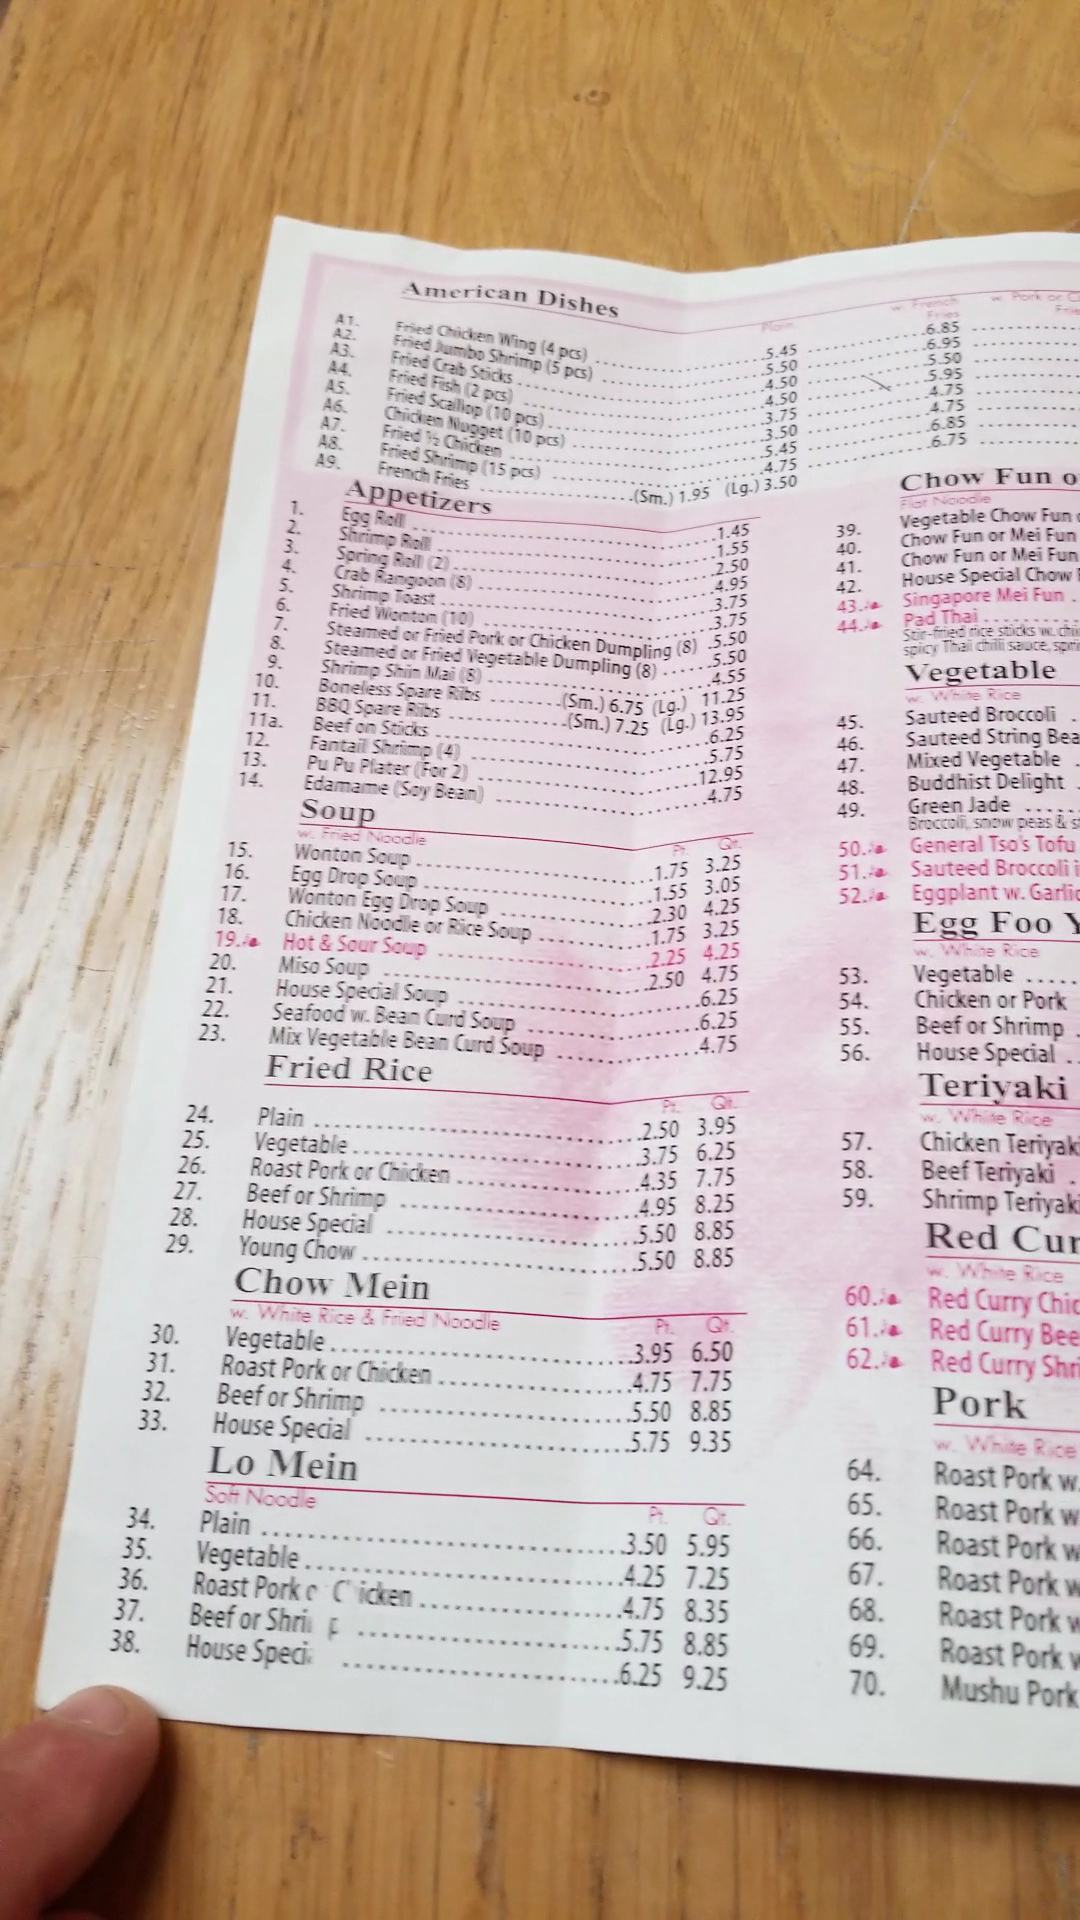 American Dishes
Plain w. French Fries w. Pork or
A1. Fried Chicken Wing (4 pcs) 5.45 6.85
A2. Fried Jumbo Shrimp (5 pcs) 5.50 6.95
A3. Fried Crab Sticks 4.50 5.50
A4. Fried Fish (2 pcs) 4.50 5.95
A5. Fried Scallop (10 pcs) 3.75 4.75
A6. Chicken Nugget (10 pcs) 3.50 4.75
A7. Fried ½ Chicken 5.45 6.85
A8. Fried Shrimp (15 pcs) 4.75 6.75
A9. French Fries (Sm.) 1.95 (Lg.) 3.50
Appetizers
1. Egg Roll 1.45
2. Shrimp Roll 1.55
3. Spring Roll (2) 2.50
4. Crab Rangoon (8) 4.95
5. Shrimp Toast 3.75
6. Fried Wonton (10) 3.75
7. Steamed or Fried Pork or Chicken Dumpling (8) 5.50
8. Steamed or Fried Vegetable Dumpling (8) 5.50
9. Shrimp Shin Mai (8) 4.55
10. Boneless Spare Ribs (Sm.) 6.75 (Lg.) 11.25
11. BBQ Spare Ribs (Sm.) 7.25 (Lg.) 13.95
11a. Beef on Sticks 6.25
12. Fantail Shrimp (4) 5.75
13. Pu Pu Plater (For 2) 12.95
14. Edamame (Soy Bean) 4.75
Soup
w. Fried Noodle Pt. Qt.
15. Wonton Soup 1.75 3.25
16. Egg Drop Soup 1.55 3.05
17. Wonton Egg Drop Soup 2.30 4.25
18. Chicken Noodle or Rice Soup 1.75 3.25
19. Hot & Sour Soup 2.25 4.25
20. Miso Soup 2.50 4.75
21. House Special Soup 6.25
22. Seafood w. Bean Curd Soup 6.25
23. Mix Vegetable Bean Curd Soup 4.75
Fried Rice
Pt. Qt.
24. Plain 2.50 3.95
25. Vegetable 3.75 6.25
26. Roast Pork or Chicken 4.35 7.75
27. Beef or Shrimp 4.95 8.25
28. House Special 5.50 8.85
29. Young Chow 5.50 8.85
Chow Mein
w. White Rice & Fried Noodle Pt. Qt.
30. Vegetable 3.95 6.50
31. Roast Pork or Chicken 4.75 7.75
32. Beef or Shrimp 5.50 8.85
33. House Special 5.75 9.35
Lo Mein
Soft Noodle Pt. Qt.
34. Plain 3.50 5.95
35. Vegetable 4.25 7.25
36. Roast Pork 4.75 8.35
37. Beef or 5.75 8.85
38. House 6.25 9.25
Chow Fun
Flat Noodle
39. Vegetable Chow Fun
40. Chow Fun or Mei Fun
41. Chow Fun or Mei Fun
42. House Special Chow
43. Singapore Mei Fun
44. Pad Thai
Stir-fried rice sticks w.
spicy Thai chilli sauce,
Vegetable
w. White Rice
45. Sauteed Broccoli
46. Sauteed String
47. Mixed Vegetable
48. Buddhist Delight
49. Green Jade
Broccoli, snow peas &
50. General Tso's Tofu
51. Sauteed Broccoli
52. Eggplant w.
Egg Foo
w. White Rice
53. Vegetable
54. Chicken or Pork
55. Beef or Shrimp
56. House Special
Teriyaki
w. White Rice
57. Chicken
58. Beef Teriyaki
59. Shrimp
Red
w. White Rice
60. Red Curry
61. Red Curry
62. Red Curry
Pork
w. White Rice
64. Roast Pork w.
65. Roast Pork
66. Roast Pork
67. Roast Pork
68. Roast Pork
69. Roast Pork
70. Mushu Pork